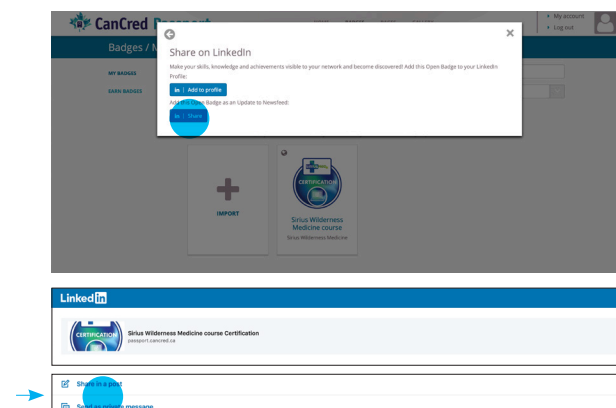 CanCred Passport
My account
Log out
Badges / M
MY BADGES
EARN BADGES
Share on LinkedIn
Make your skills, knowledge and achievements visible to your network and become discovered! Add this Open Badge to your LinkedIn
Profile:
in | Add to profile
Add this Open Badge as an Update to Newsfeed:
in | Share
IMPORT
CERTIFICATION
Sirius Wilderness
Medicine course
Sirius Wilderness Medicine
Linked in
CERTIFICATION
Sirius Wilderness Medicine course Certification
passport.cancred.ca
Share in a post
Send as private message